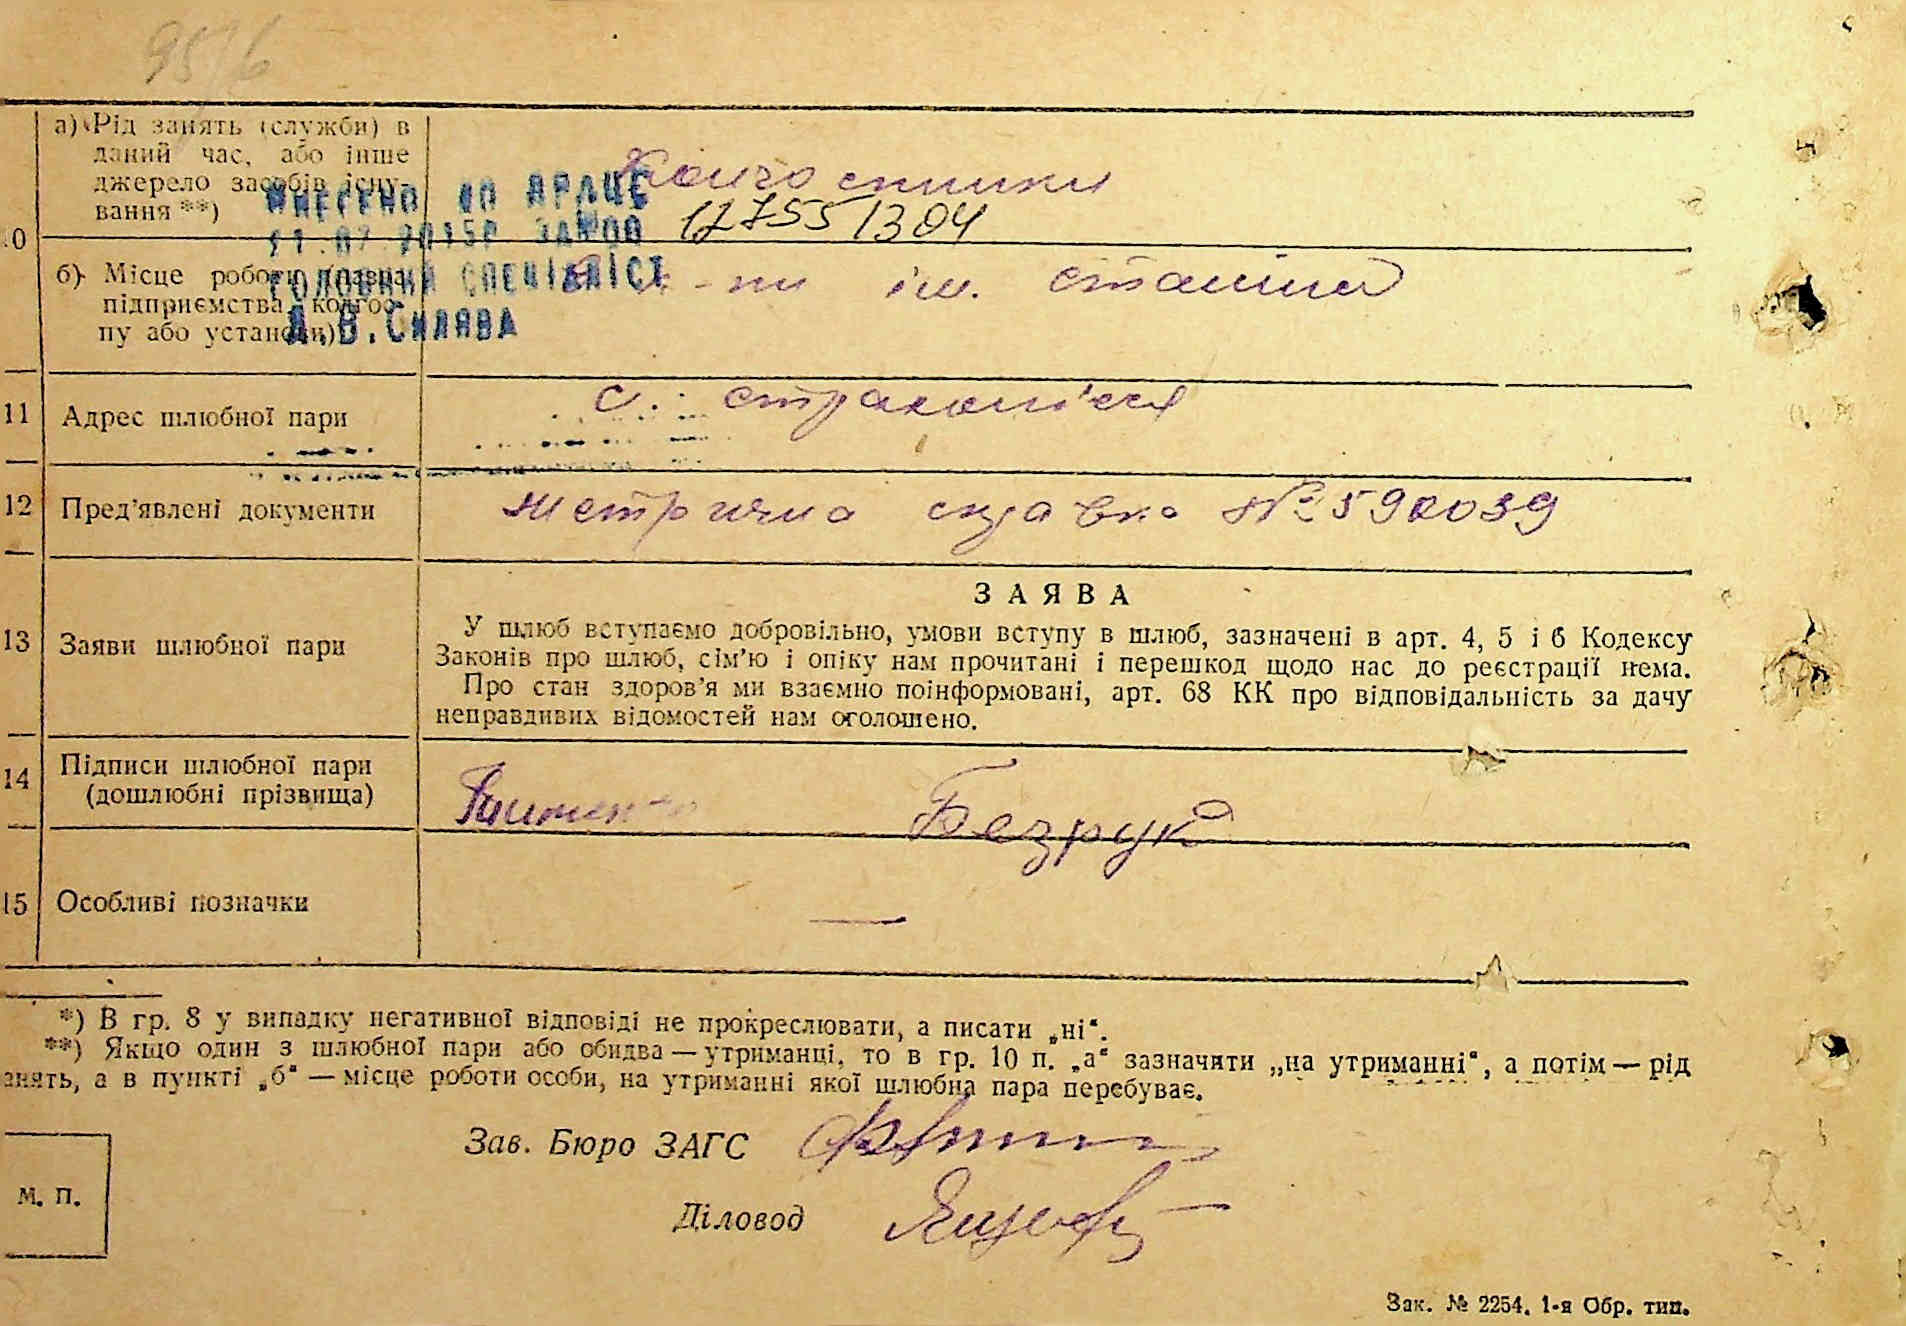 95/6
а) Рід занять (служби) в
даний час, або інше
джерело засобів існу-
вання **)
Колгоспники
ВНЕСЕНО ДО ДРАЦС
11.07.2015Р ЗА №00
127551304
ГОЛОВНИЙ СПЕЦІАЛІСТ
Л.В.Силява
10
б) Місце роботи (назва
підприємства, колгос-
пу або установи)
ім. Сталіна
11 Адрес шлюбної пари
с.
12 Пред’явлені документи
метрична справка № 590039
13 Заяви шлюбної пари
ЗАЯВА
У шлюб вступаємо добровільно, умови вступу в шлюб, зазначені в арт. 4, 5 і 6 Кодексу
Законів про шлюб, сім’ю і опіку нам прочитані і перешкод щодо нас до реєстрації нема.
Про стан здоров’я ми взаємно поінформовані, арт. 68 КК про відповідальність за дачу
неправдивих відомостей нам оголошено.
14 Підписи шлюбної пари
(дошлюбні прізвища)
Безрук
15 Особливі позначки
—
*) В гр. 8 у випадку негативної відповіді не прокреслювати, а писати „ні“.
**) Якщо один з шлюбної пари або обидва — утриманці, то в гр. 10 п. „а“ зазначити „на утриманні“, а потім — рід
занять, а в пункті „б“ — місце роботи особи, на утриманні якої шлюбна пара перебуває.
Зав. Бюро ЗАГС
М. П.
Діловод
Зак. № 2254. 1-я Обр. тип.